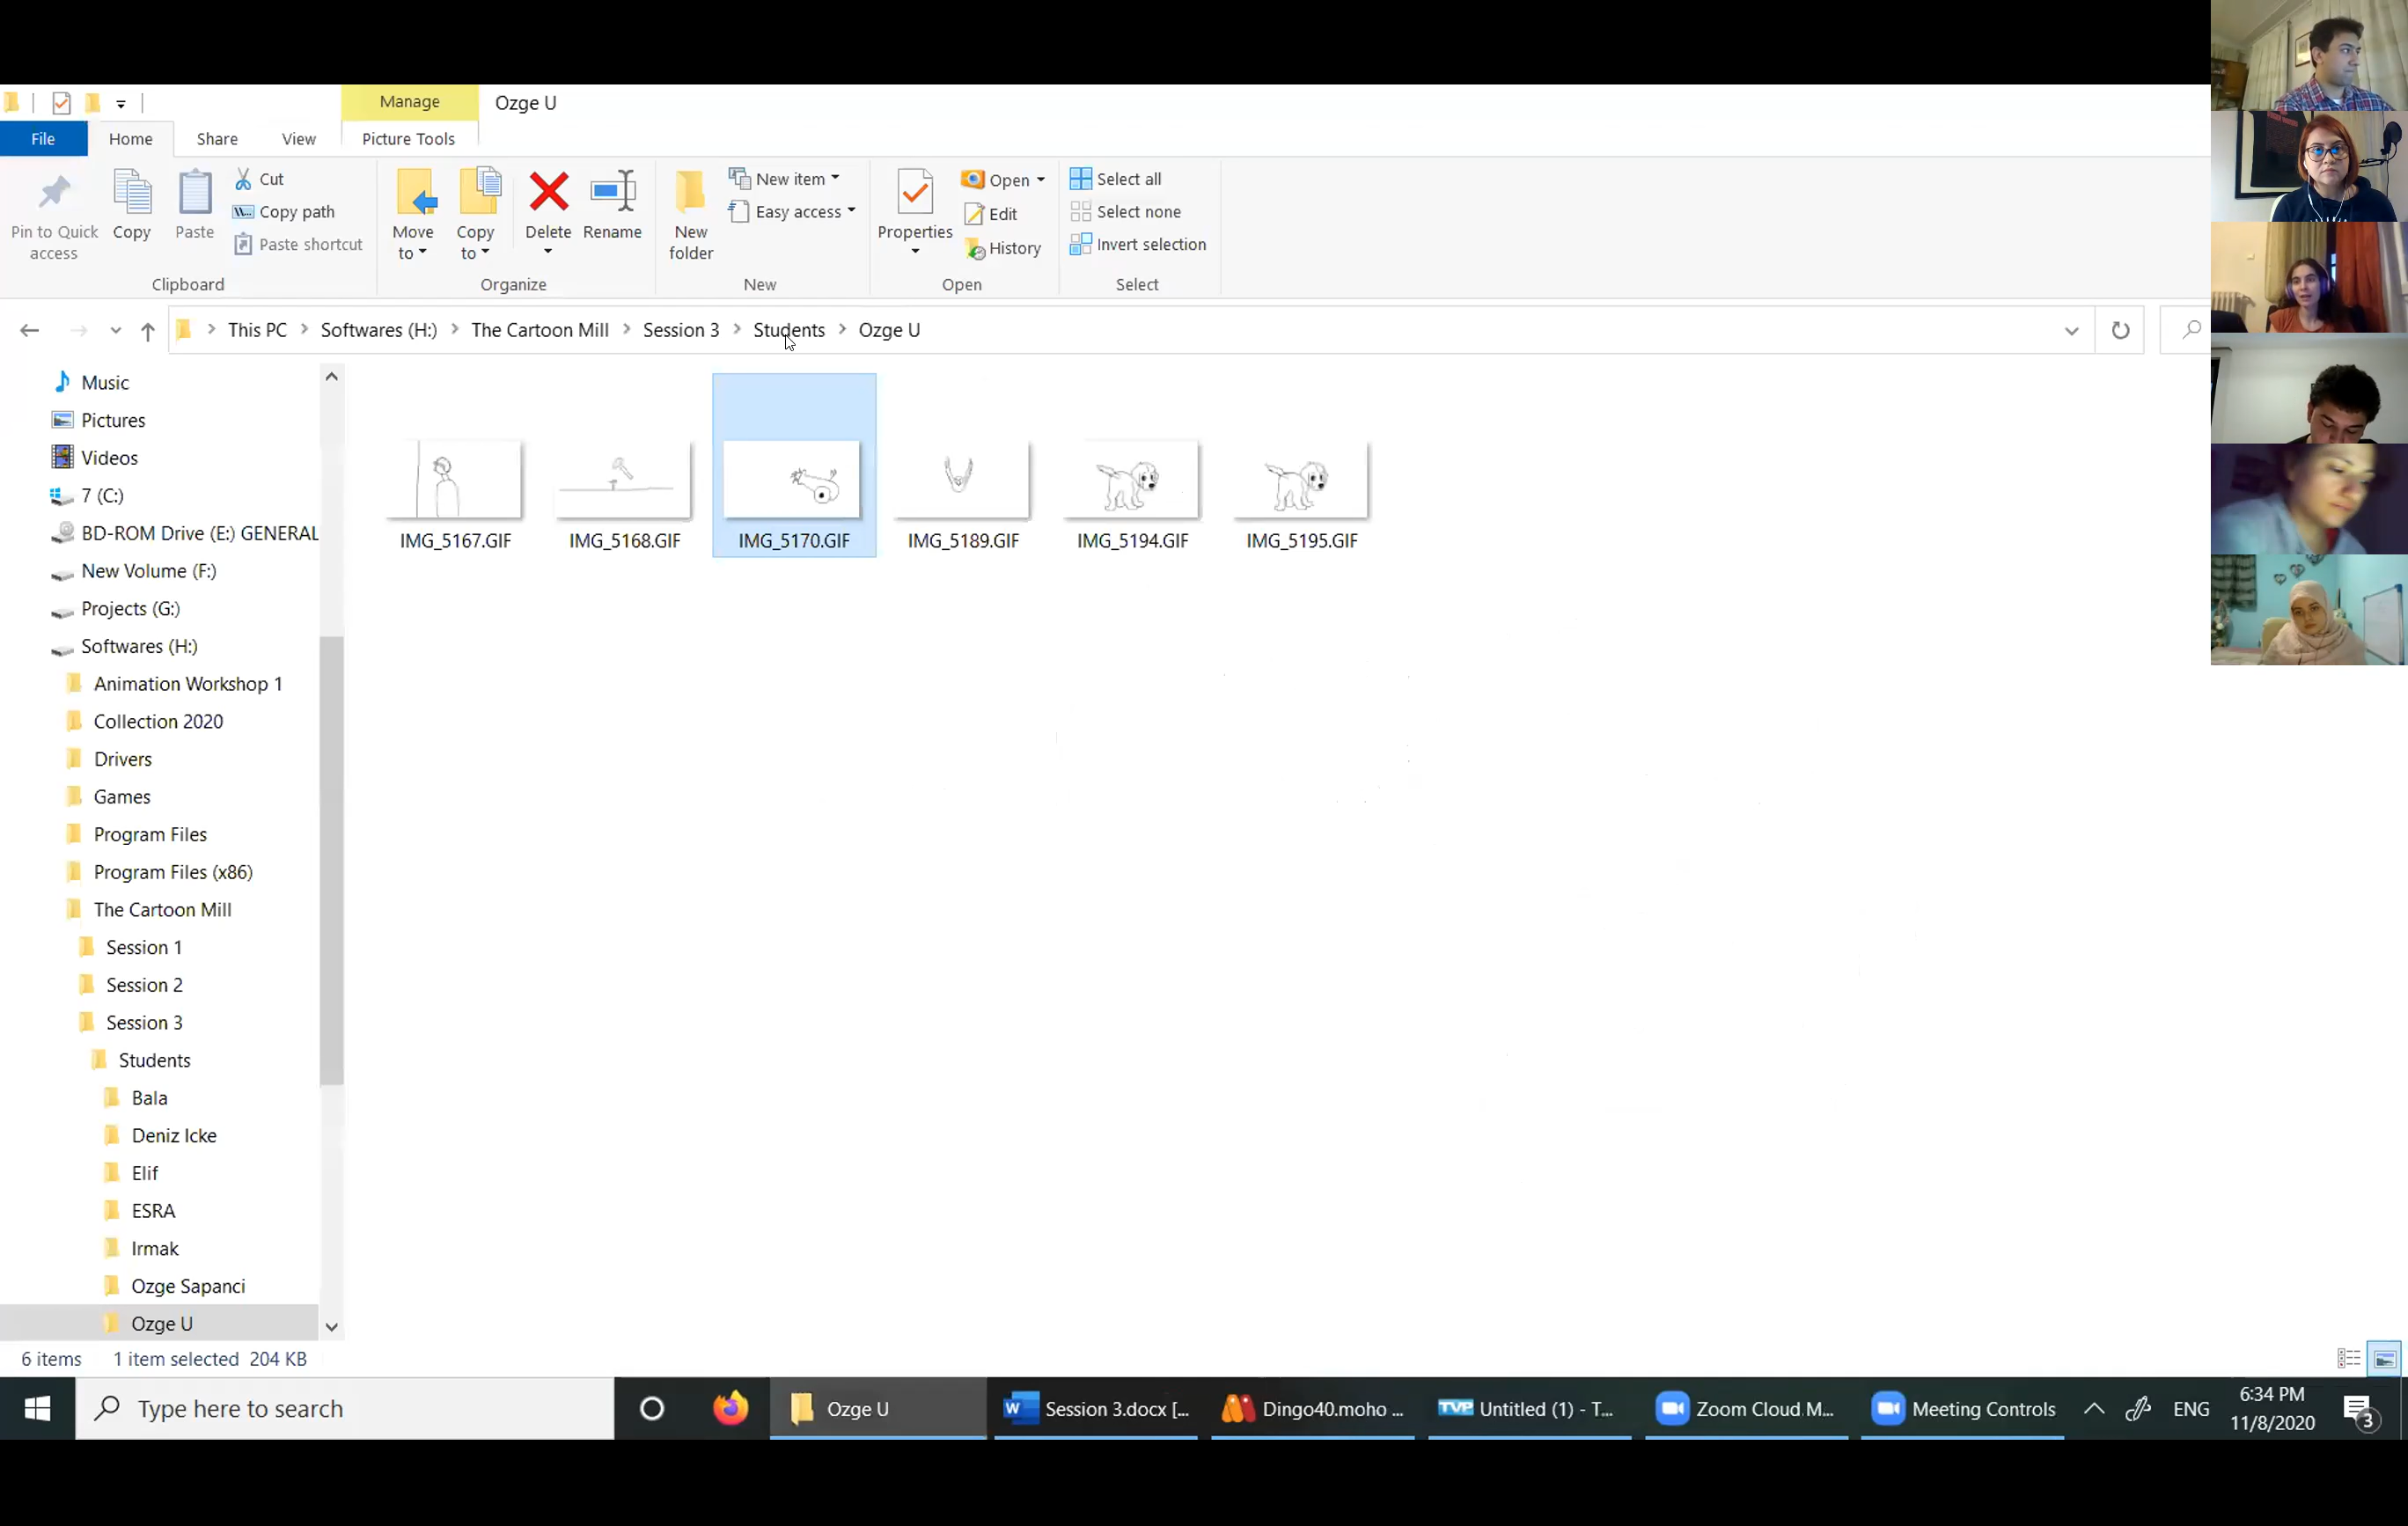 Manage
Ozge U
File
Home
Share
View
Picture Tools
Pin to Quick access
Copy
Paste
Cut
Copy path
Paste shortcut
Clipboard
Move to
Copy to
Delete
Rename
Organize
New folder
New item
Easy access
New
Properties
Open
Edit
History
Open
Select all
Select none
Invert selection
Select
This PC
Softwares (H:)
The Cartoon Mill
Session 3
Students
Ozge U
Music
Pictures
Videos
7 (C:)
BD-ROM Drive (E:) GENERAL
New Volume (F:)
Projects (G:)
Softwares (H:)
Animation Workshop 1
Collection 2020
Drivers
Games
Program Files
Program Files (x86)
The Cartoon Mill
Session 1
Session 2
Session 3
Students
Bala
Deniz Icke
Elif
ESRA
Irmak
Ozge Sapanci
Ozge U
IMG_5167.GIF
IMG_5168.GIF
IMG_5170.GIF
IMG_5189.GIF
IMG_5194.GIF
IMG_5195.GIF
6 items 1 item selected 204 KB
Type here to search
Ozge U
W Session 3.docx [...
Dingo40.moho ...
TVP Untitled (1) - T...
Zoom Cloud M...
Meeting Controls
ENG
6:34 PM
11/8/2020
3